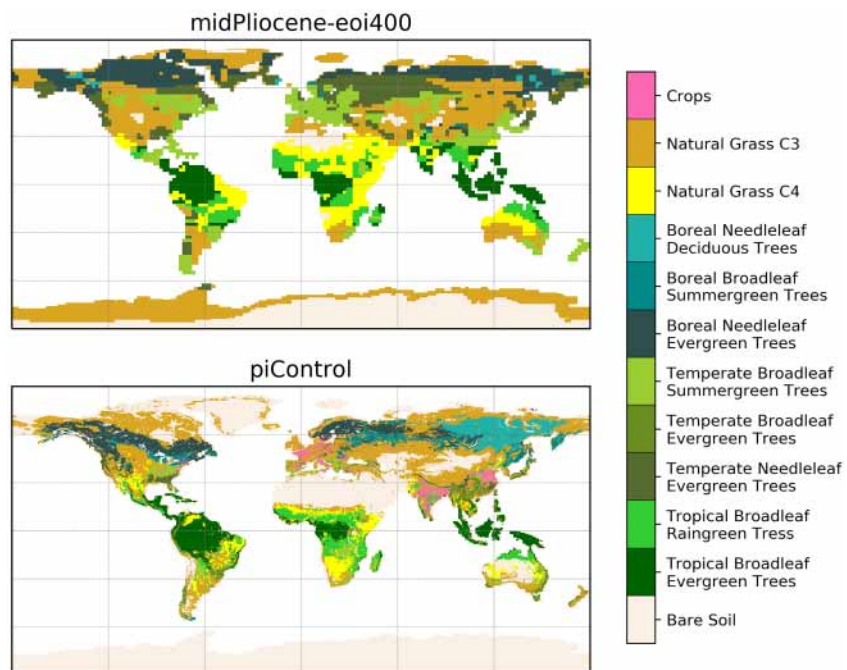 midPliocene-eoi400
piControl
Crops
Natural Grass C3
Natural Grass C4
Boreal Needleleaf
Deciduous Trees
Boreal Broadleaf
Summergreen Trees
Boreal Needleleaf
Evergreen Trees
Temperate Broadleaf
Summergreen Trees
Temperate Broadleaf
Evergreen Trees
Temperate Needleleaf
Evergreen Trees
Tropical Broadleaf
Raingreen Tress
Tropical Broadleaf
Evergreen Trees
Bare Soil